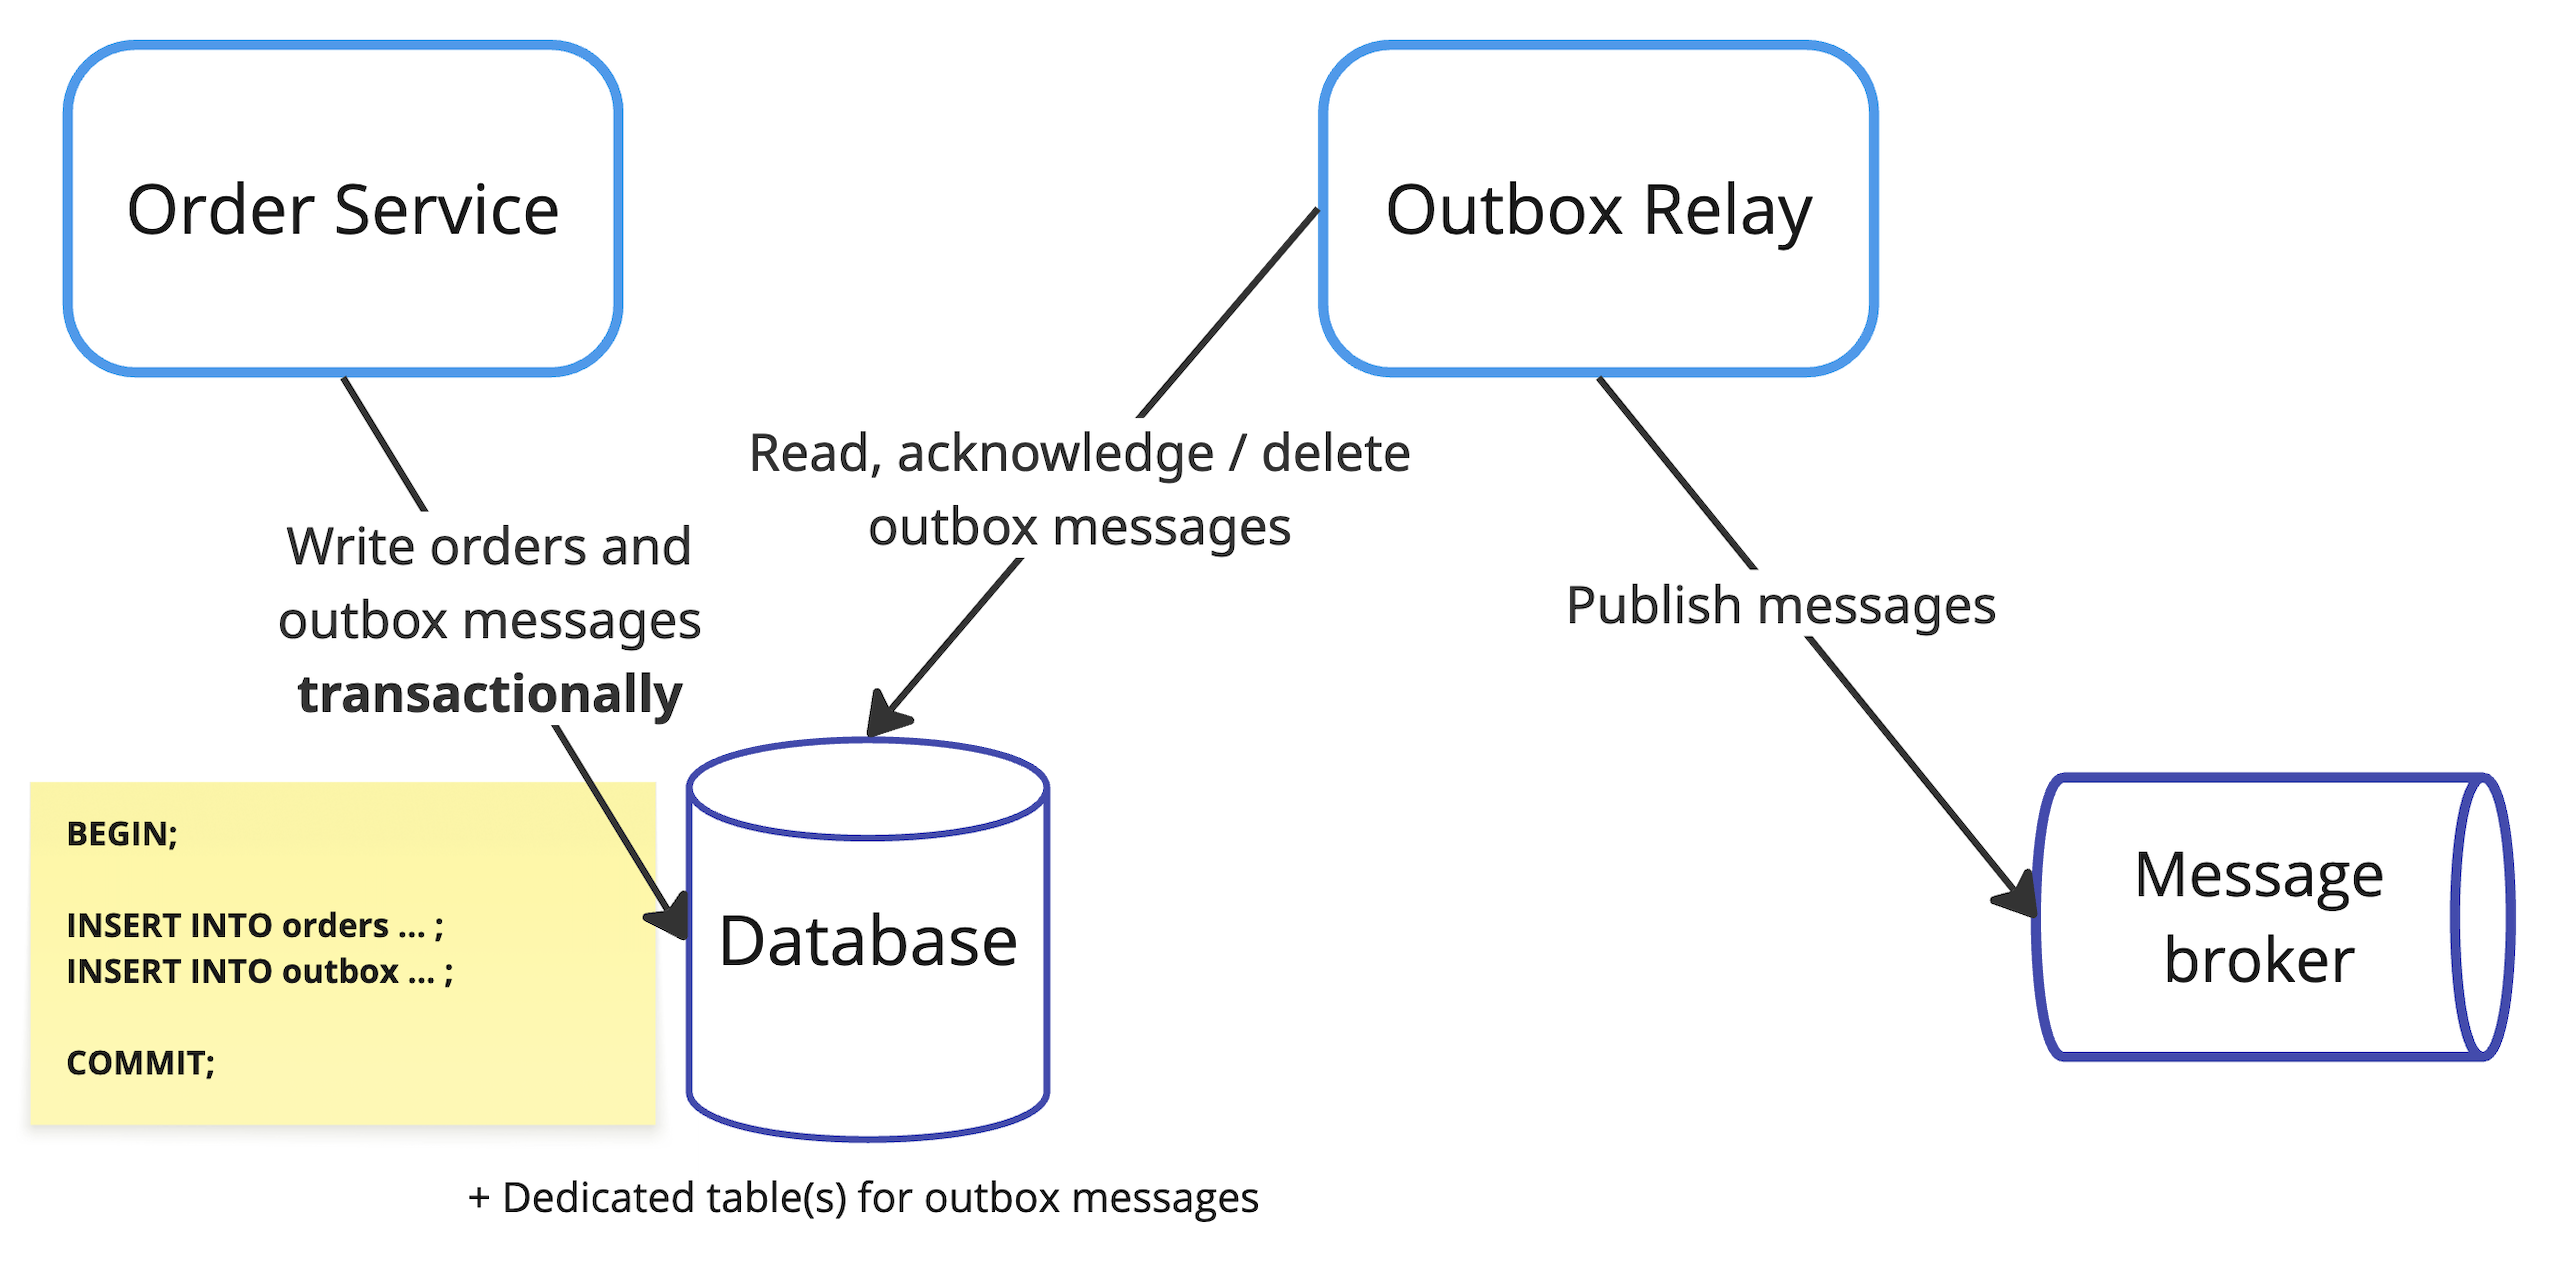 Order Service
Outbox Relay
Read, acknowledge / delete
outbox messages
Write orders and
outbox messages
transactionally
Publish messages
BEGIN;
INSERT INTO orders ... ;
INSERT INTO outbox ... ;
COMMIT;
Database
Message
broker
+ Dedicated table(s) for outbox messages